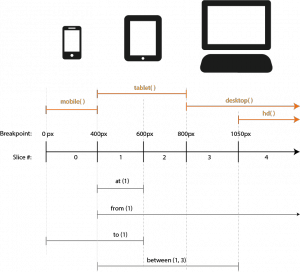 tablet( )
mobile( )
desktop( )
hd( )
Breakpoint: 0 px 400px 600px 800px 1050px
Slice #: 0 1 2 3 4
at (1)
from (1)
to (1)
between (1, 3)